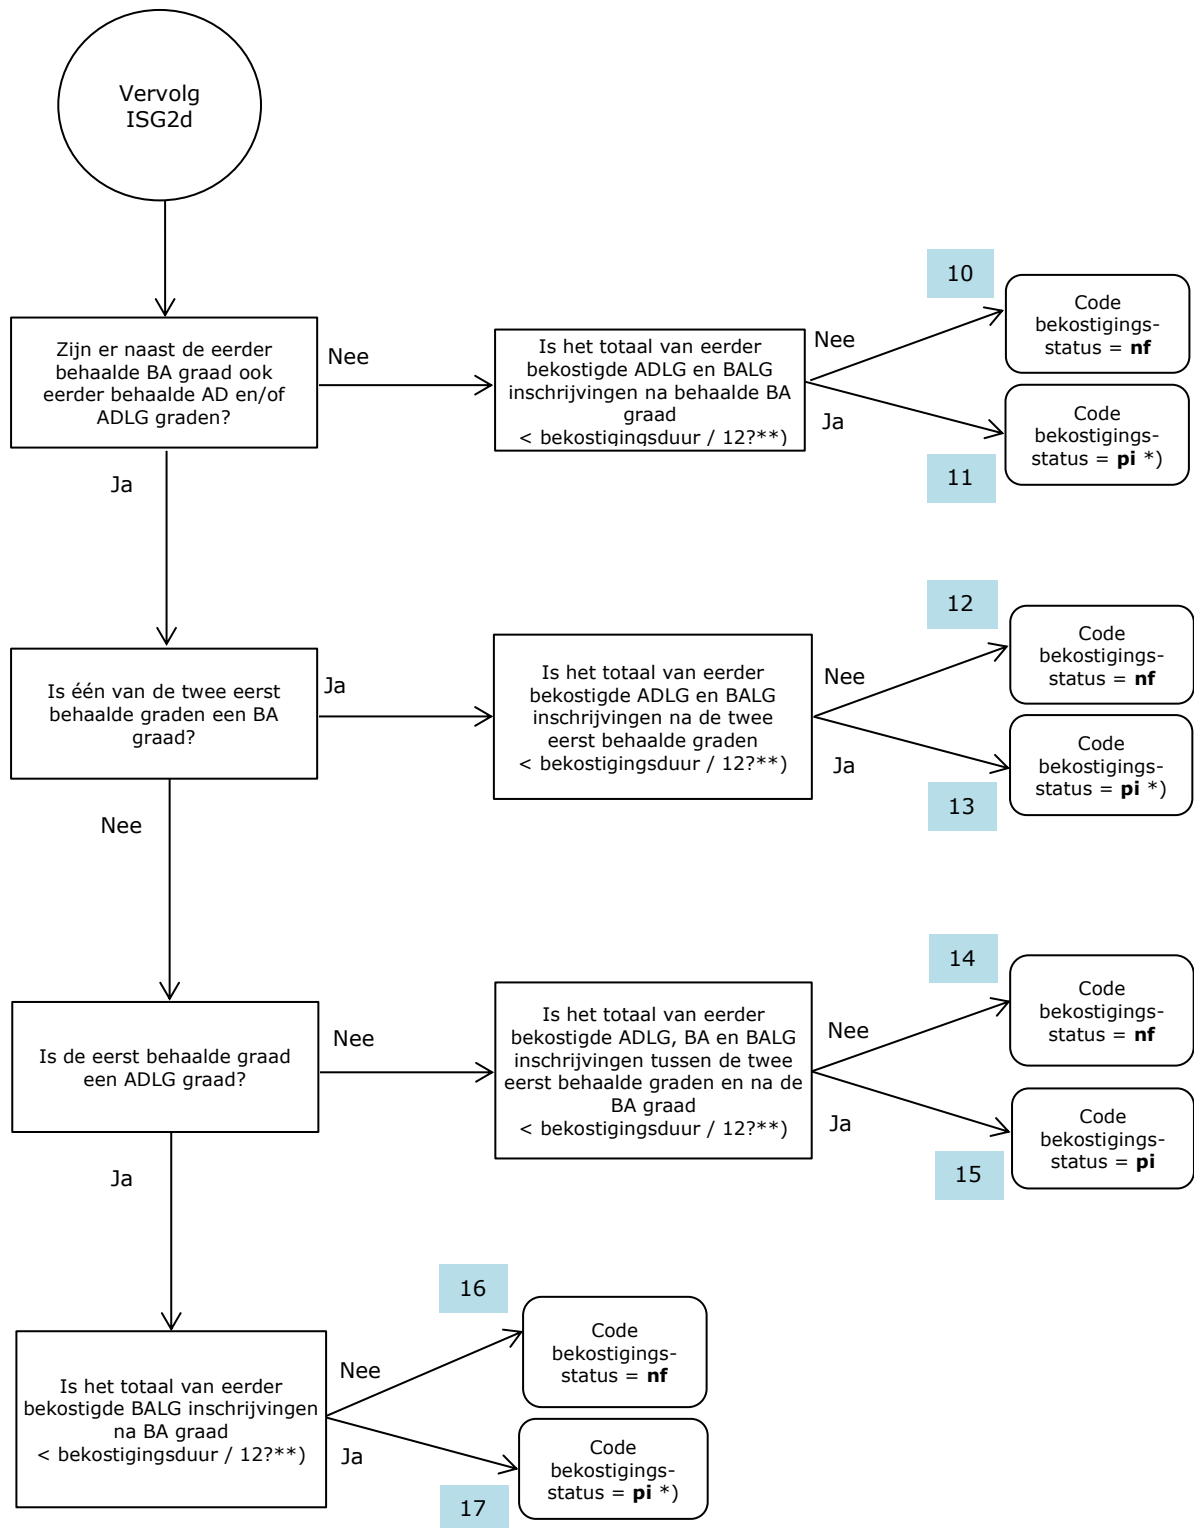 Vervolg
ISG2d
Zijn er naast de eerder
behaalde BA graad ook
eerder behaalde AD en/of
ADLG graden?
Nee
Is het totaal van eerder
bekostigde ADLG en BALG
inschrijvingen na behaalde BA
graad
< bekostigingsduur / 12?**)
Nee
10
Code
bekostigings-
status = nf
Ja
11
Code
bekostigings-
status = pi *)
Ja
Is één van de twee eerst
behaalde graden een BA
graad?
Ja
Is het totaal van eerder
bekostigde ADLG en BALG
inschrijvingen na de twee
eerst behaalde graden
< bekostigingsduur / 12?**)
Nee
12
Code
bekostigings-
status = nf
Ja
13
Code
bekostigings-
status = pi *)
Nee
Is de eerst behaalde graad
een ADLG graad?
Nee
Is het totaal van eerder
bekostigde ADLG, BA en BALG
inschrijvingen tussen de twee
eerst behaalde graden en na de
BA graad
< bekostigingsduur / 12?**)
Nee
14
Code
bekostigings-
status = nf
Ja
15
Code
bekostigings-
status = pi
Ja
Is het totaal van eerder
bekostigde BALG inschrijvingen
na BA graad
< bekostigingsduur / 12?**)
Nee
16
Code
bekostigings-
status = nf
Ja
17
Code
bekostigings-
status = pi *)